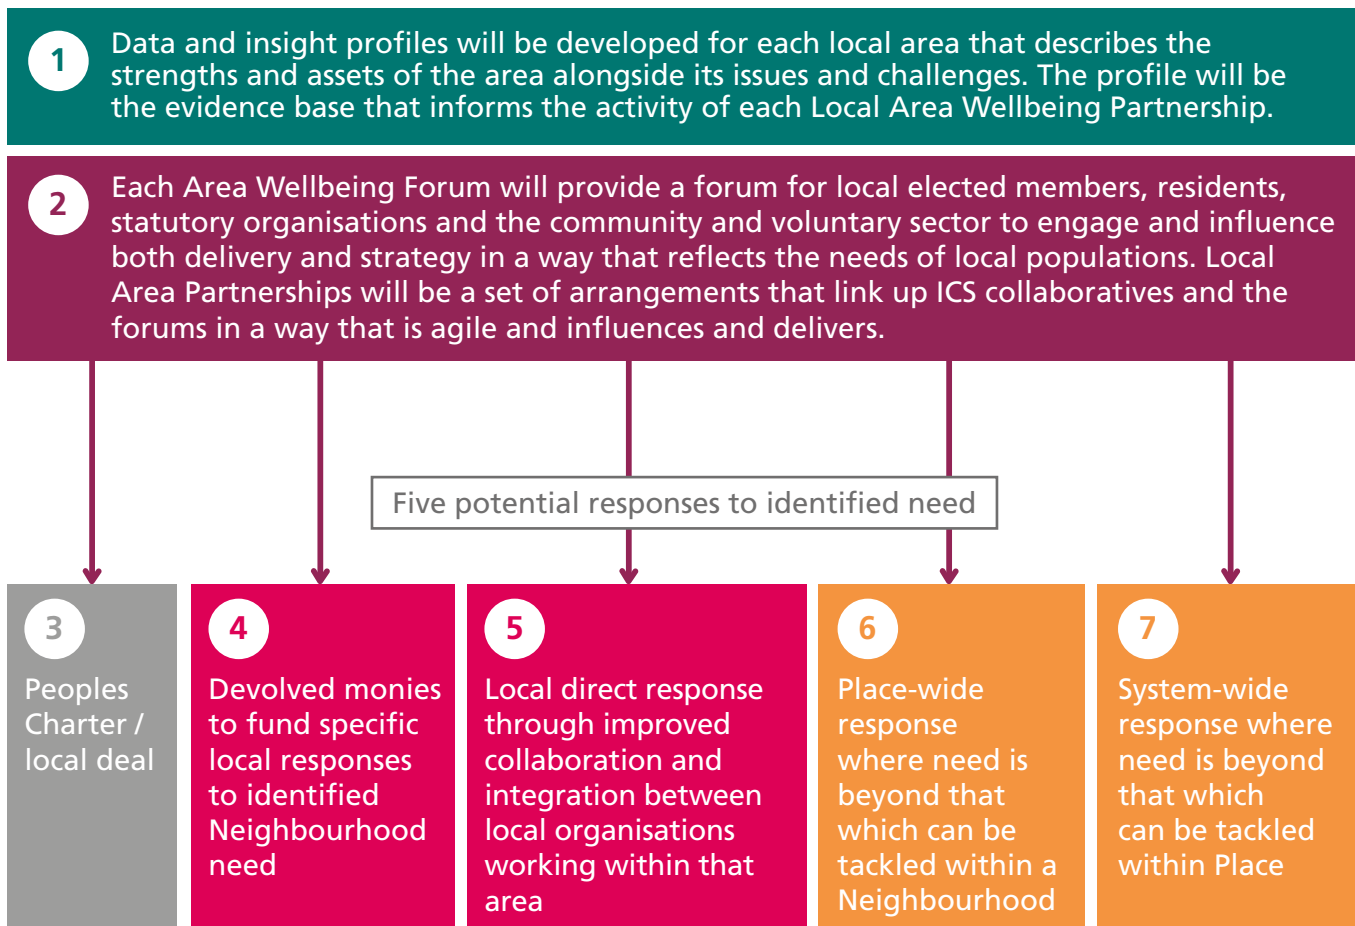 1
Data and insight profiles will be developed for each local area that describes the
strengths and assets of the area alongside its issues and challenges. The profile will be
the evidence base that informs the activity of each Local Area Wellbeing Partnership.
2
Each Area Wellbeing Forum will provide a forum for local elected members, residents,
statutory organisations and the community and voluntary sector to engage and influence
both delivery and strategy in a way that reflects the needs of local populations. Local
Area Partnerships will be a set of arrangements that link up ICS collaboratives and the
forums in a way that is agile and influences and delivers.
Five potential responses to identified need
3
Peoples
Charter /
local deal
4
Devolved monies
to fund specific
local responses
to identified
Neighbourhood
need
5
Local direct response
through improved
collaboration and
integration between
local organisations
working within that
area
6
Place-wide
response
where need is
beyond that
which can be
tackled within a
Neighbourhood
7
System-wide
response where
need is beyond
that which
can be tackled
within Place